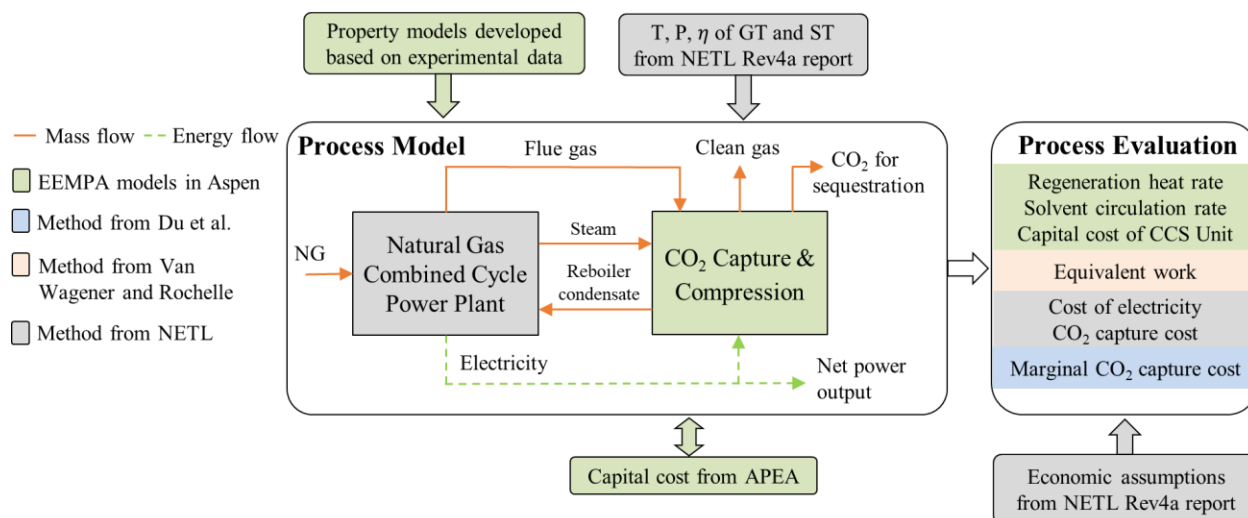 Property models developed
based on experimental data
T, P, η of GT and ST
from NETL Rev4a report
Mass flow
Energy flow
EEMPA models in Aspen
Method from Du et al.
Method from Van
Wagener and Rochelle
Method from NETL
Process Model
Flue gas
Clean gas
CO₂ for
sequestration
NG
Natural Gas
Combined Cycle
Power Plant
Steam
Reboiler
condensate
CO₂ Capture &
Compression
Electricity
Net power
output
Capital cost from APEA
Process Evaluation
Regeneration heat rate
Solvent circulation rate
Capital cost of CCS Unit
Equivalent work
Cost of electricity
CO₂ capture cost
Marginal CO₂ capture cost
Economic assumptions
from NETL Rev4a report